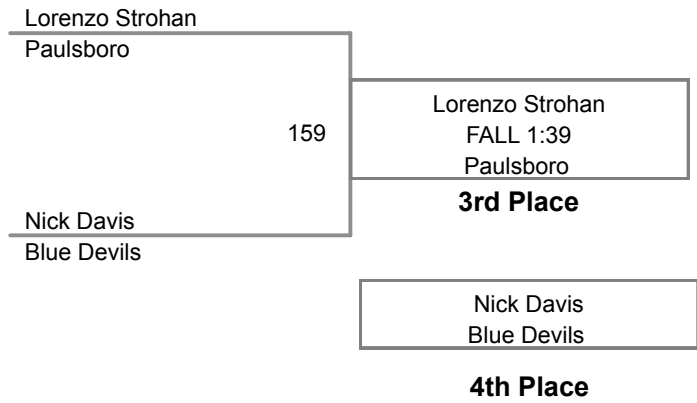 Lorenzo Strohan
Paulsboro
159
Lorenzo Strohan
FALL 1:39
Paulsboro
3rd Place
Nick Davis
Blue Devils
Nick Davis
Blue Devils
4th Place